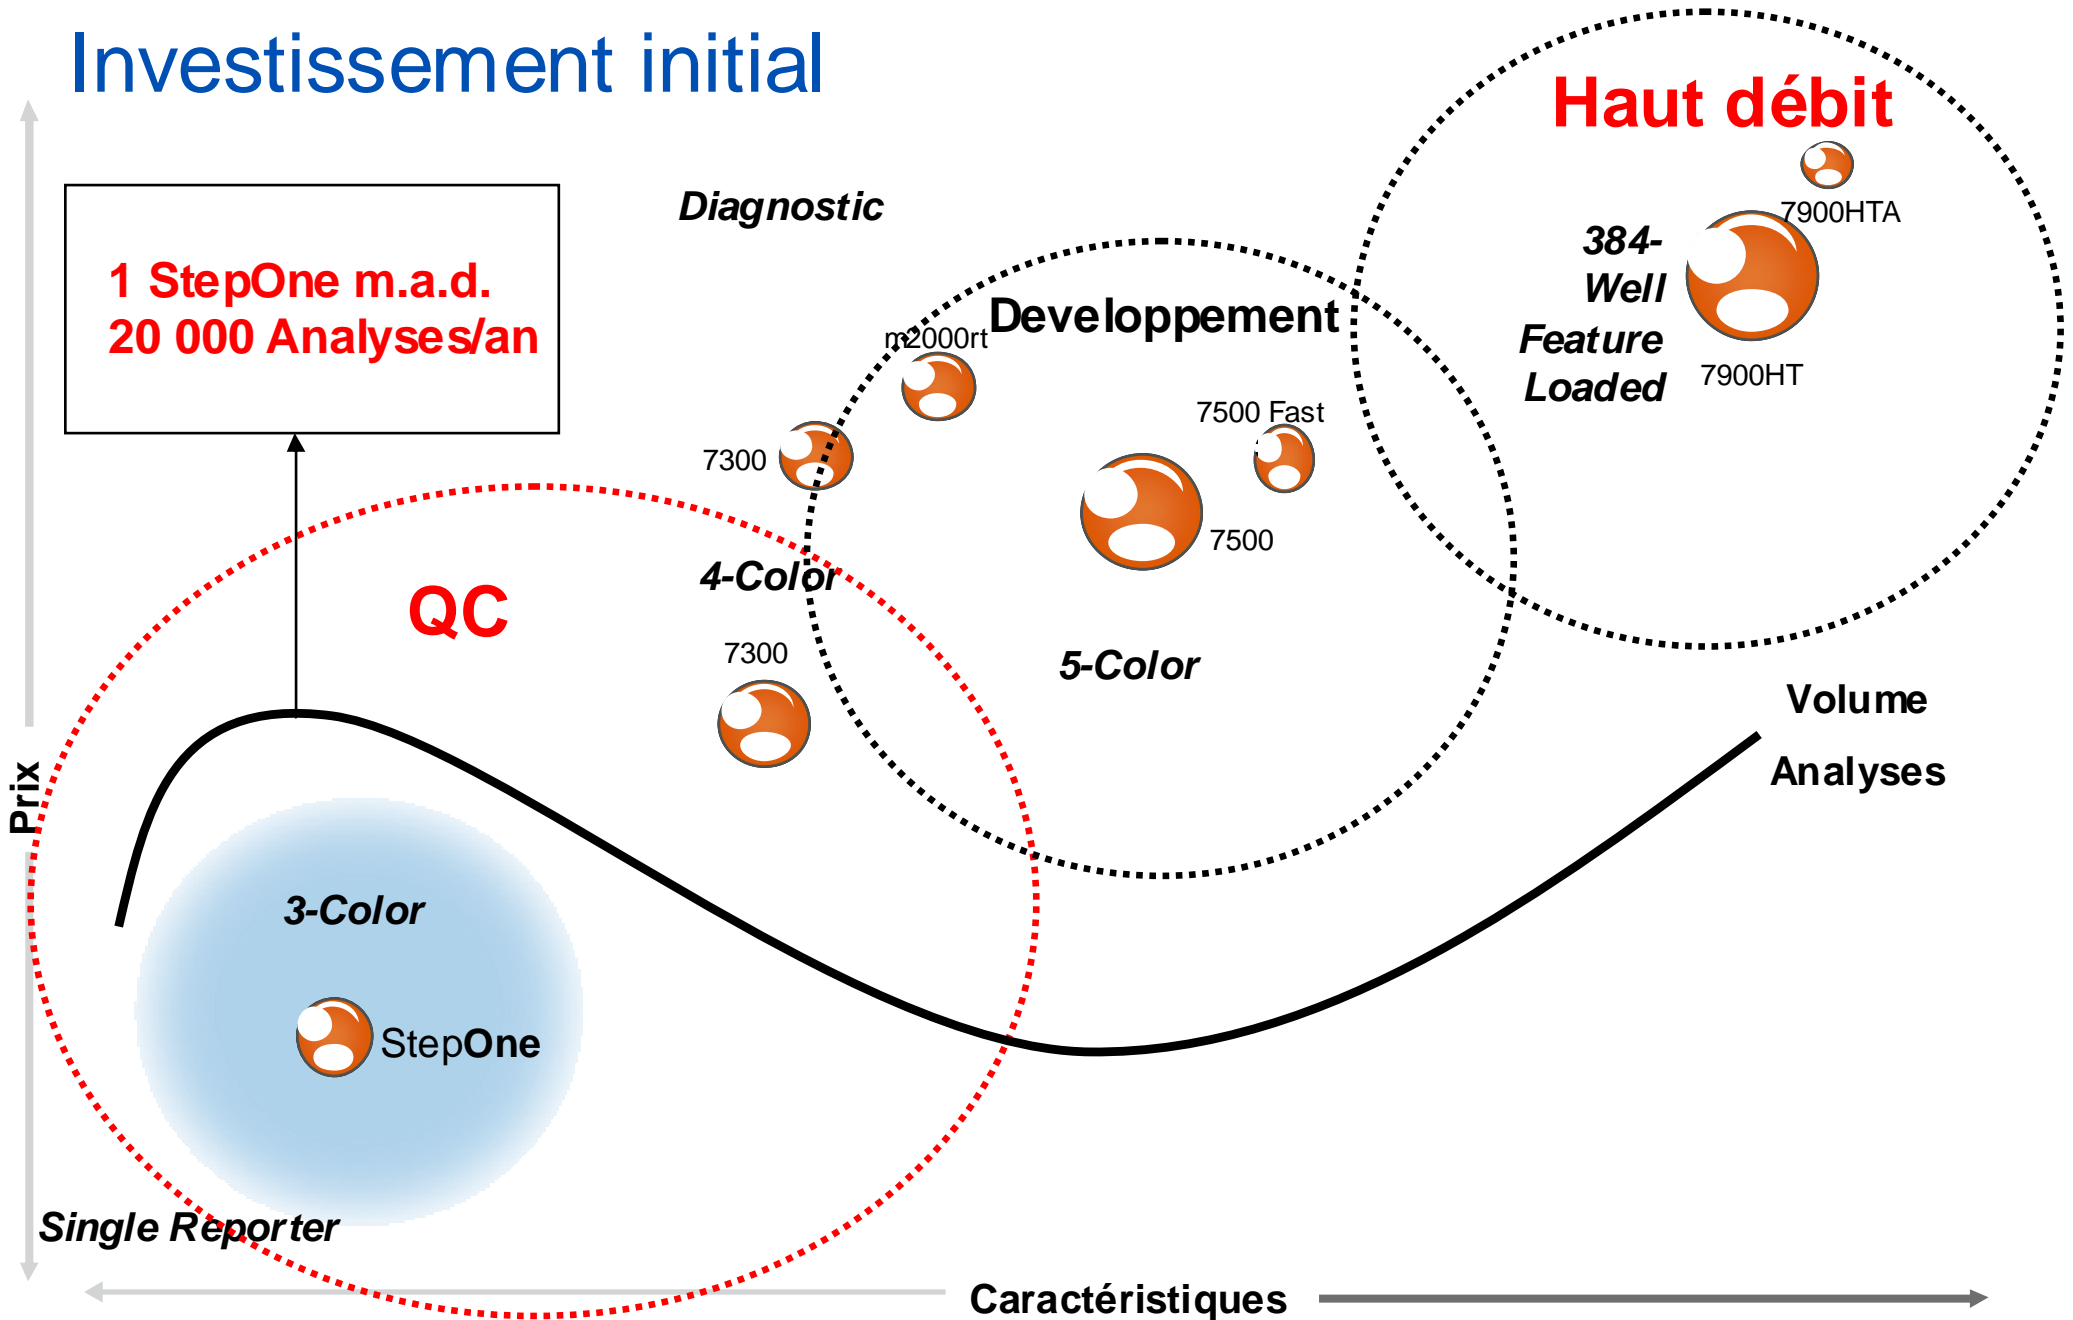 Investissement initial
Haut débit
Diagnostic
7900HTA
1 StepOne m.a.d.
20 000 Analyses/an
384-
Well
Feature
Loaded
7900HT
Developpement
m2000rt
7500 Fast
7300
7500
4-Color
QC
7300
5-Color
Volume
Analyses
Prix
3-Color
StepOne
Single Reporter
Caractéristiques